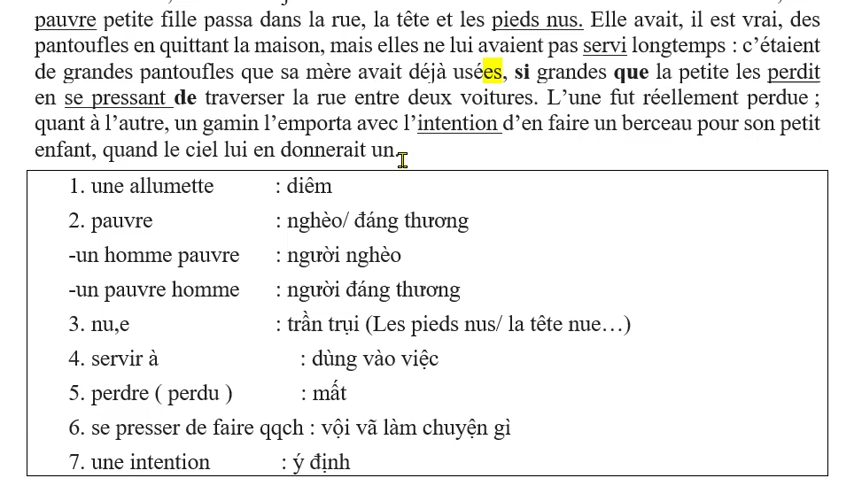 pauvre petite fille passa dans la rue, la tête et les pieds nus. Elle avait, il est vrai, des
pantoufles en quittant la maison, mais elles ne lui avaient pas servi longtemps : c’étaient
de grandes pantoufles que sa mère avait déjà usées, si grandes que la petite les perdit
en se pressant de traverser la rue entre deux voitures. L’une fut réellement perdue ;
quant à l’autre, un gamin l’emporta avec l’intention d’en faire un berceau pour son petit
enfant, quand le ciel lui en donnerait un.
1. une allumette : diêm
2. pauvre : nghèo/ đáng thương
-un homme pauvre : người nghèo
-un pauvre homme : người đáng thương
3. nu,e : trần trụi (Les pieds nus/ la tête nue…)
4. servir à : dùng vào việc
5. perdre ( perdu ) : mất
6. se presser de faire qqch : vội vã làm chuyện gì
7. une intention : ý định